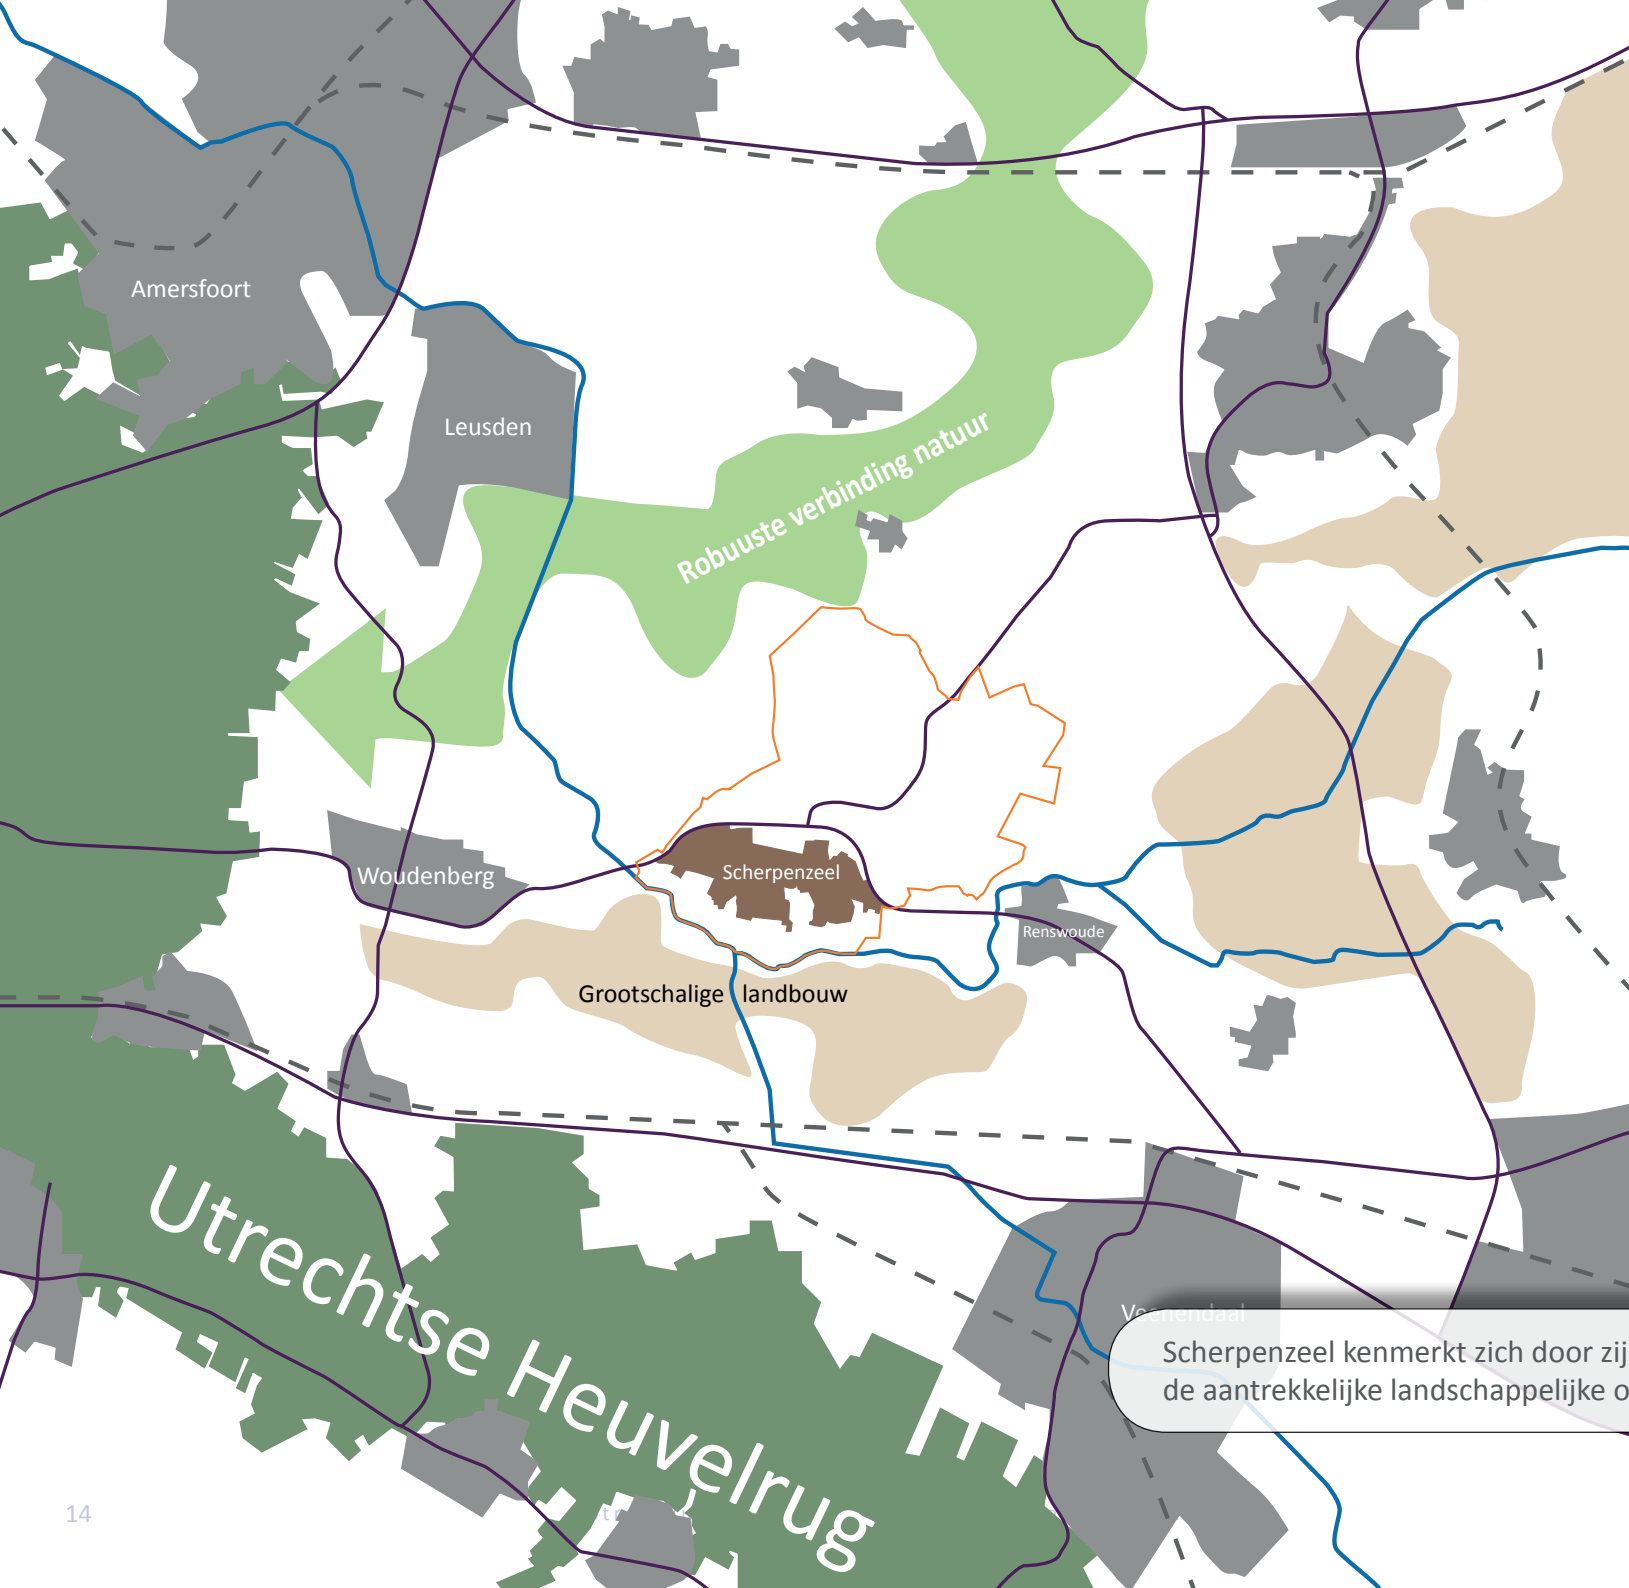 Amersfoort
Leusden
Robuuste verbinding natuur
Woudenberg
Scherpenzeel
Renswoude
Grootschalige landbouw
Utrechtse Heuvelrug
Veenendaal
Scherpenzeel kenmerkt zich door zij
de aantrekkelijke landschappelijke o
14